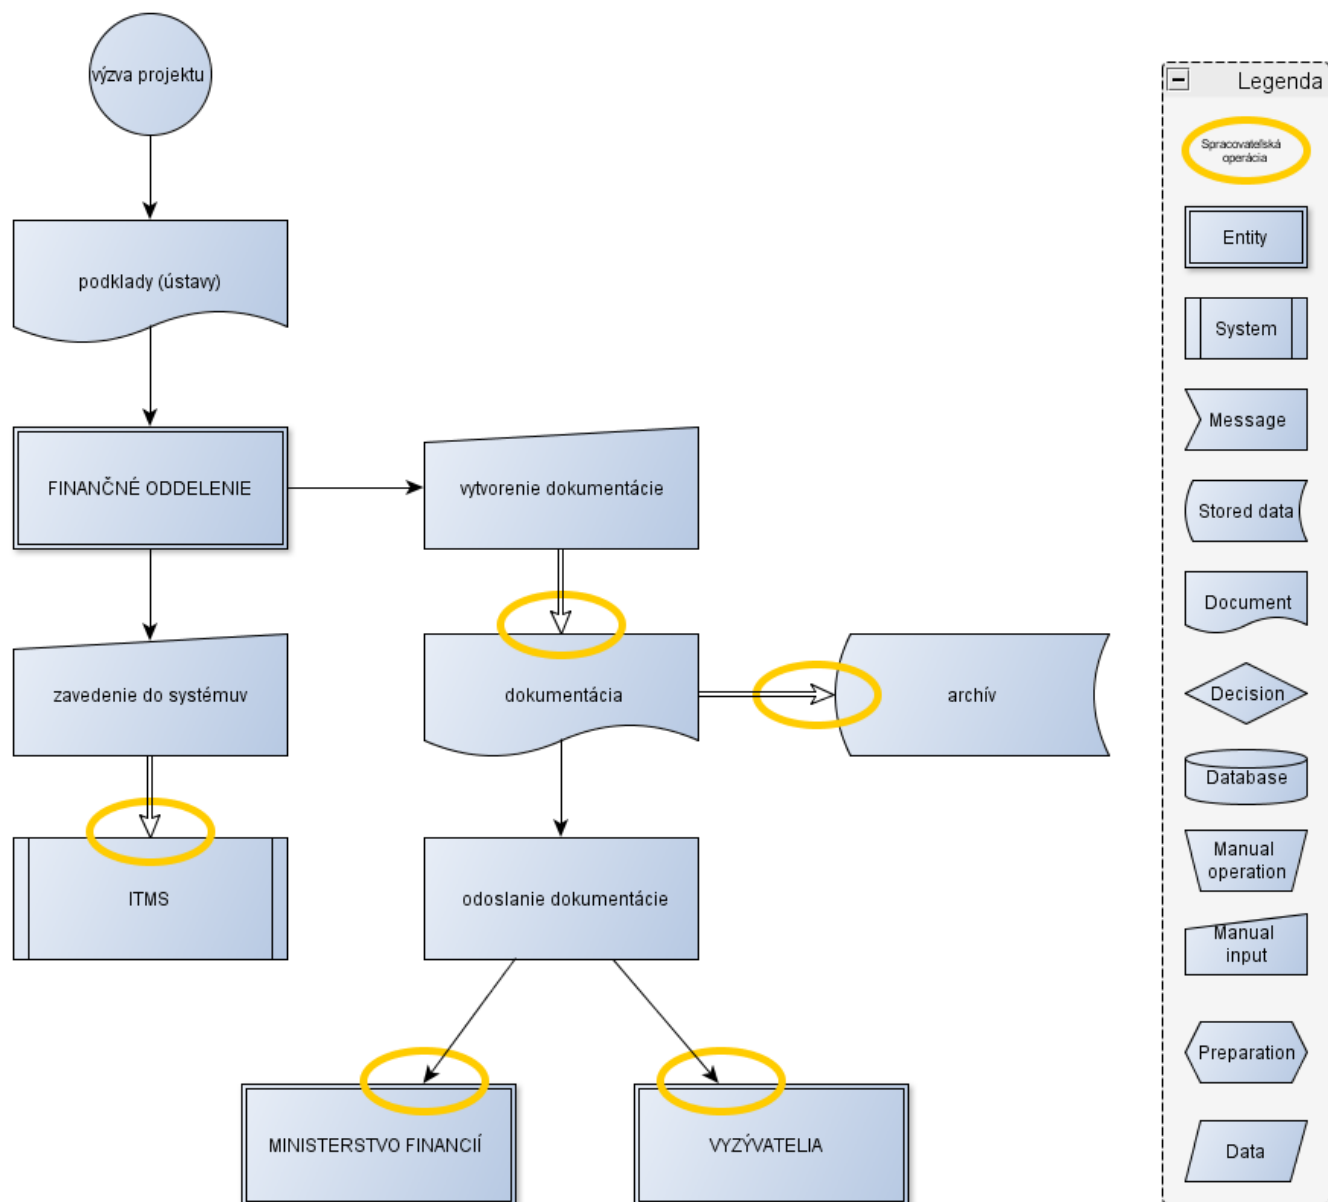 výzva projektu
podklady (ústavy)
FINANČNÉ ODDELENIE
vytvorenie dokumentácie
zavedenie do systémuv
dokumentácia
archív
ITMS
odoslanie dokumentácie
MINISTERSTVO FINANCIÍ
VYZÝVATELIA
Legenda
Spracovateľská
operácia
Entity
System
Message
Stored data
Document
Decision
Database
Manual
operation
Manual
input
Preparation
Data